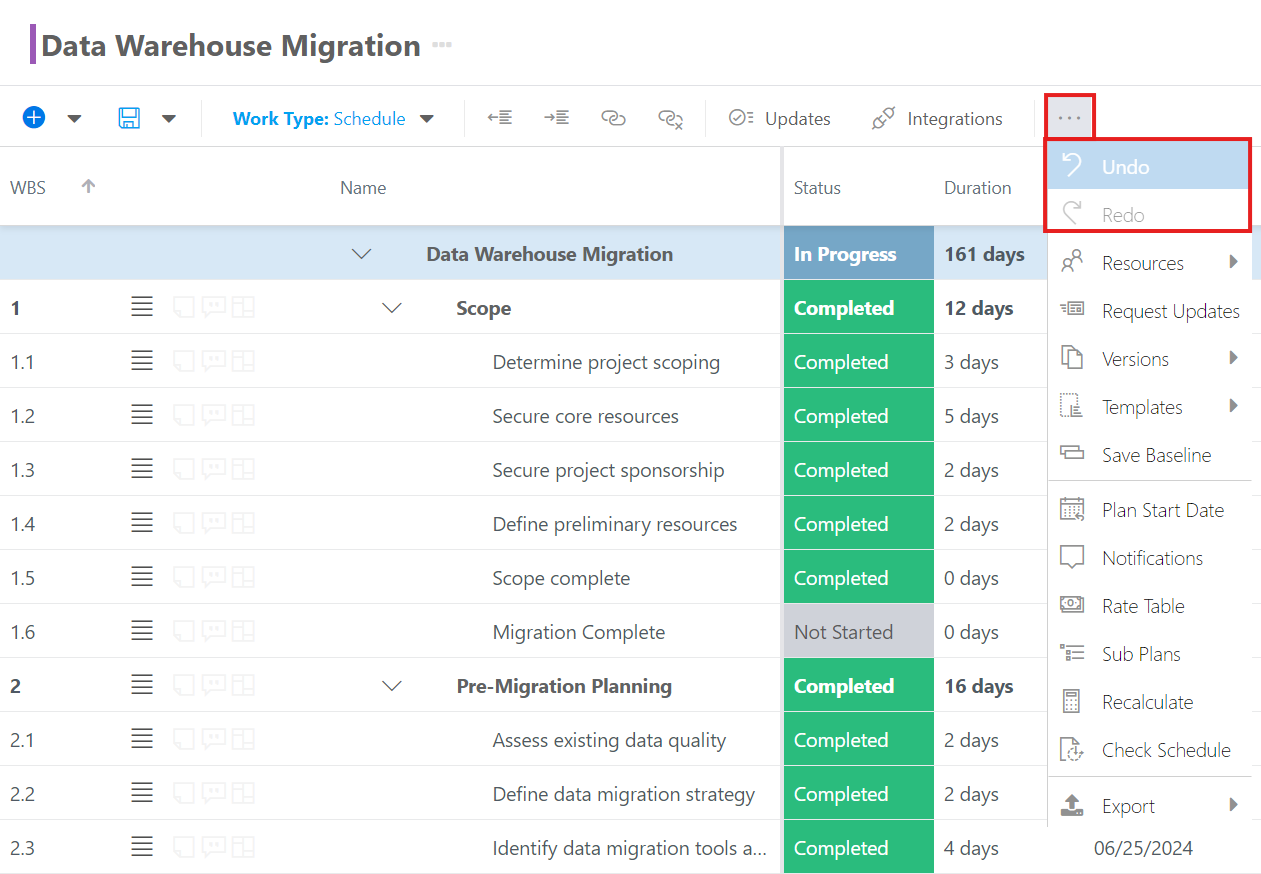 Data Warehouse Migration ...
Work Type: Schedule Updates Integrations ...
WBS Name Status Duration
Undo
Redo
Resources
Request Updates
Versions
Templates
Save Baseline
Plan Start Date
Notifications
Rate Table
Sub Plans
Recalculate
Check Schedule
Export
Data Warehouse Migration In Progress 161 days
1 Scope Completed 12 days
1.1 Determine project scoping Completed 3 days
1.2 Secure core resources Completed 5 days
1.3 Secure project sponsorship Completed 2 days
1.4 Define preliminary resources Completed 2 days
1.5 Scope complete Completed 0 days
1.6 Migration Complete Not Started 0 days
2 Pre-Migration Planning Completed 16 days
2.1 Assess existing data quality Completed 2 days
2.2 Define data migration strategy Completed 2 days
2.3 Identify data migration tools a... Completed 4 days 06/25/2024